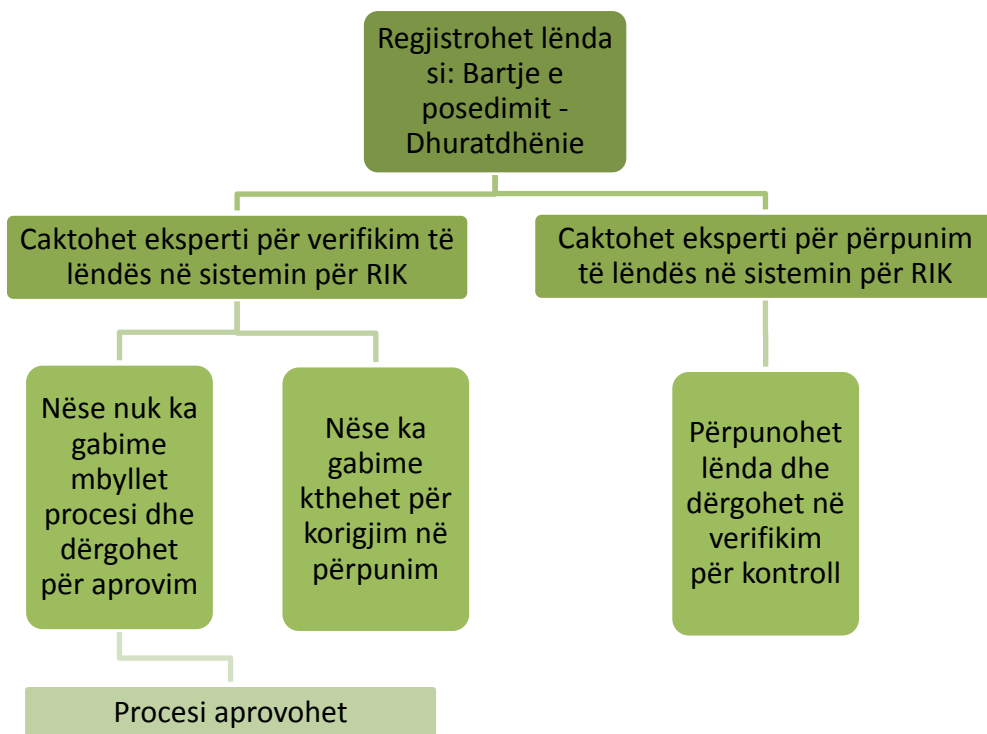 Regjistrohet lënda
si: Bartje e
posedimit -
Dhuratdhënie
Caktohet eksperti për verifikim të
lëndës në sistemin për RIK
Caktohet eksperti për përpunim
të lëndës në sistemin për RIK
Nëse nuk ka
gabime
mbyllet
procesi dhe
dërgohet
për aprovim
Nëse ka
gabime
kthehet për
korigjim në
përpunim
Përpunohet
lënda dhe
dërgohet në
verifikim
për kontroll
Procesi aprovohet